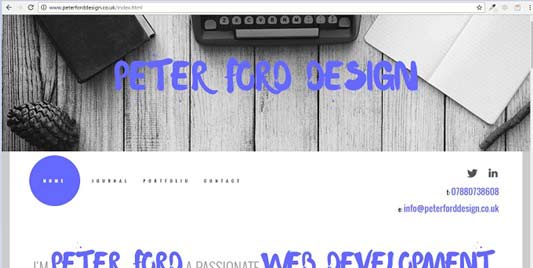 www.peterforddesign.co.uk/index.html
PETER FORD DESIGN
HOME JOURNAL PORTFOLIO CONTACT
t: 07880738608
e: info@peterforddesign.co.uk
I'M PETER FORD A PASSIONATE WEB DEVELOPMENT